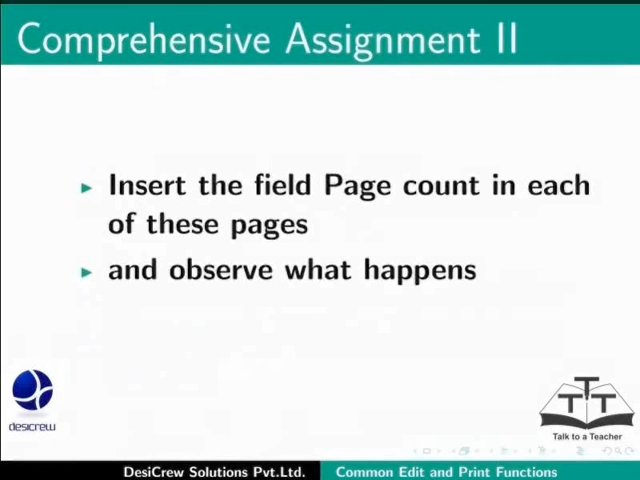 Comprehensive Assignment II
Insert the field Page count in each
of these pages
and observe what happens
desicrew
TTT
Talk to a Teacher
DesiCrew Solutions Pvt.Ltd. Common Edit and Print Functions